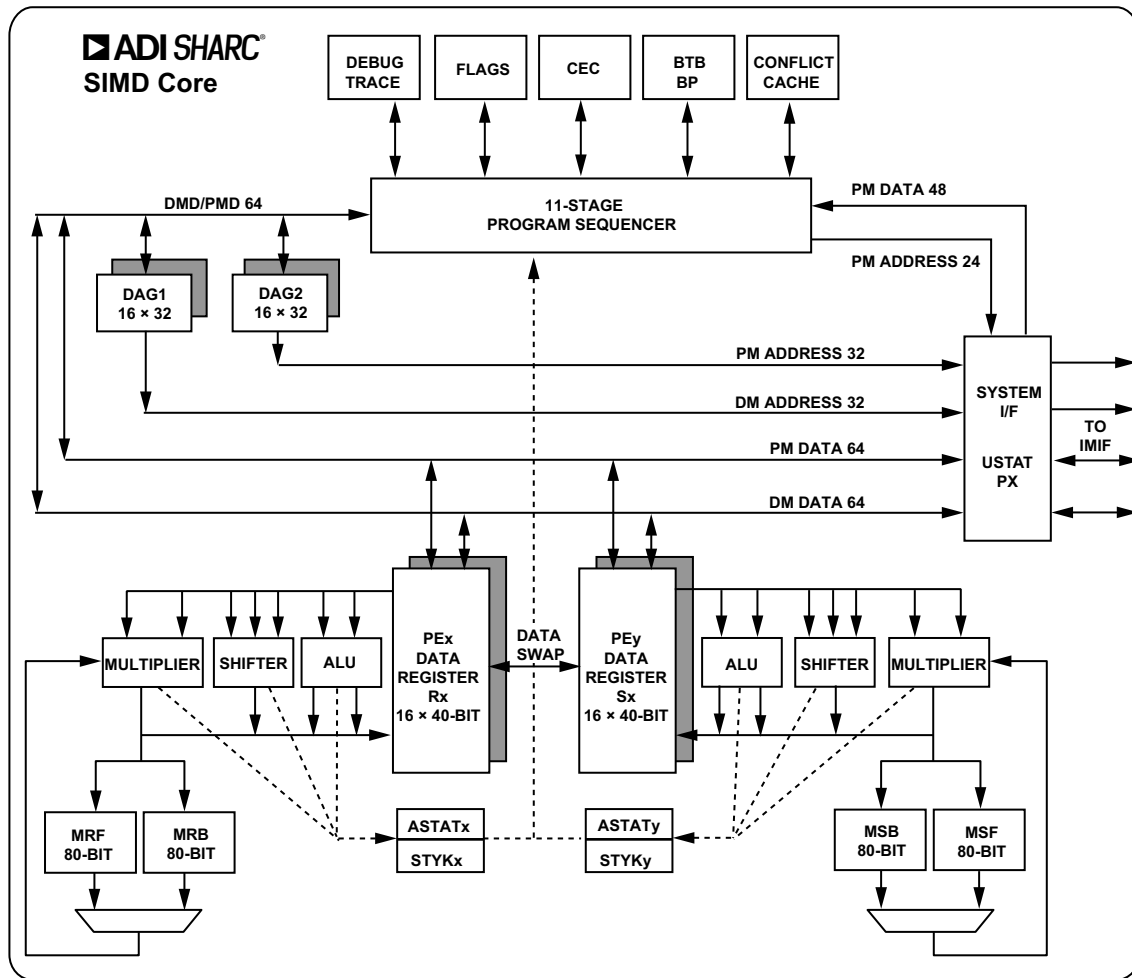 ADI SHARC®
SIMD Core
DEBUG
TRACE
FLAGS
CEC
BTB
BP
CONFLICT
CACHE
DMD/PMD 64
11-STAGE
PROGRAM SEQUENCER
PM DATA 48
PM ADDRESS 24
DAG1
16 × 32
DAG2
16 × 32
PM ADDRESS 32
DM ADDRESS 32
PM DATA 64
DM DATA 64
SYSTEM
I/F
USTAT
PX
TO
IMIF
MULTIPLIER
SHIFTER
ALU
PEx
DATA
REGISTER
Rx
16 × 40-BIT
DATA
SWAP
PEy
DATA
REGISTER
Sx
16 × 40-BIT
ALU
SHIFTER
MULTIPLIER
MRF
80-BIT
MRB
80-BIT
ASTATx
STYKx
ASTATy
STYKy
MSB
80-BIT
MSF
80-BIT